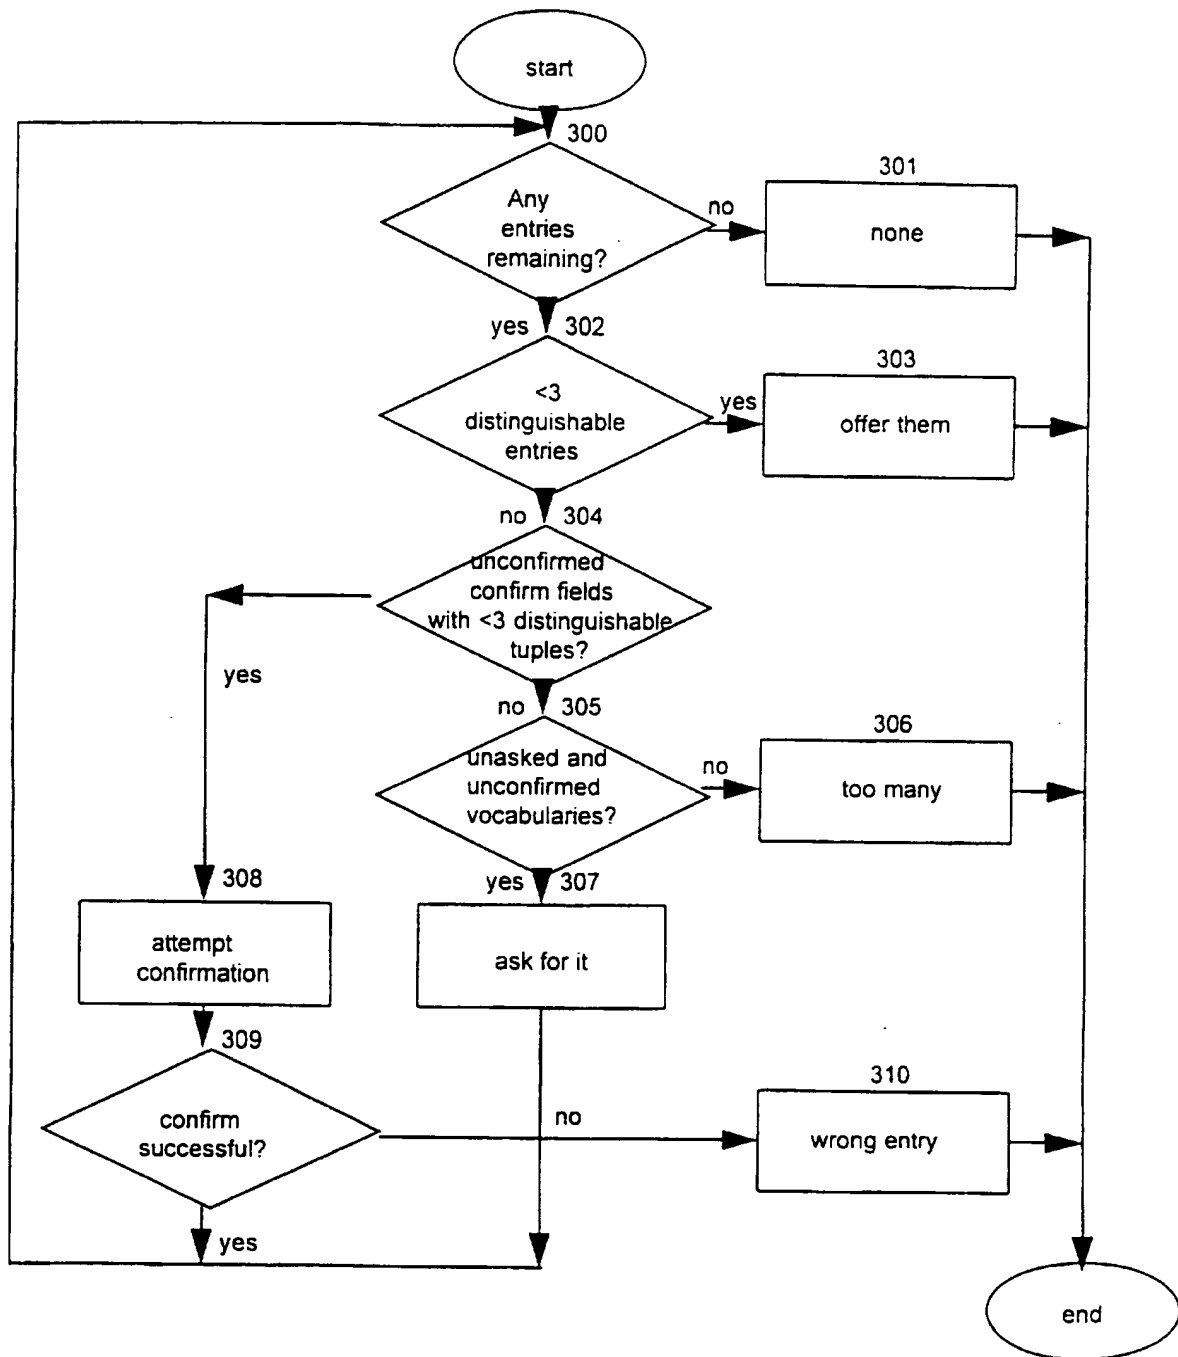 start
300
Any
entries
remaining?
no
301
none
yes
302
<3
distinguishable
entries
yes
303
offer them
no
304
unconfirmed
confirm fields
with <3 distinguishable
tuples?
yes
no
305
unasked and
unconfirmed
vocabularies?
no
306
too many
yes
307
ask for it
308
attempt
confirmation
309
confirm
successful?
no
310
wrong entry
yes
end